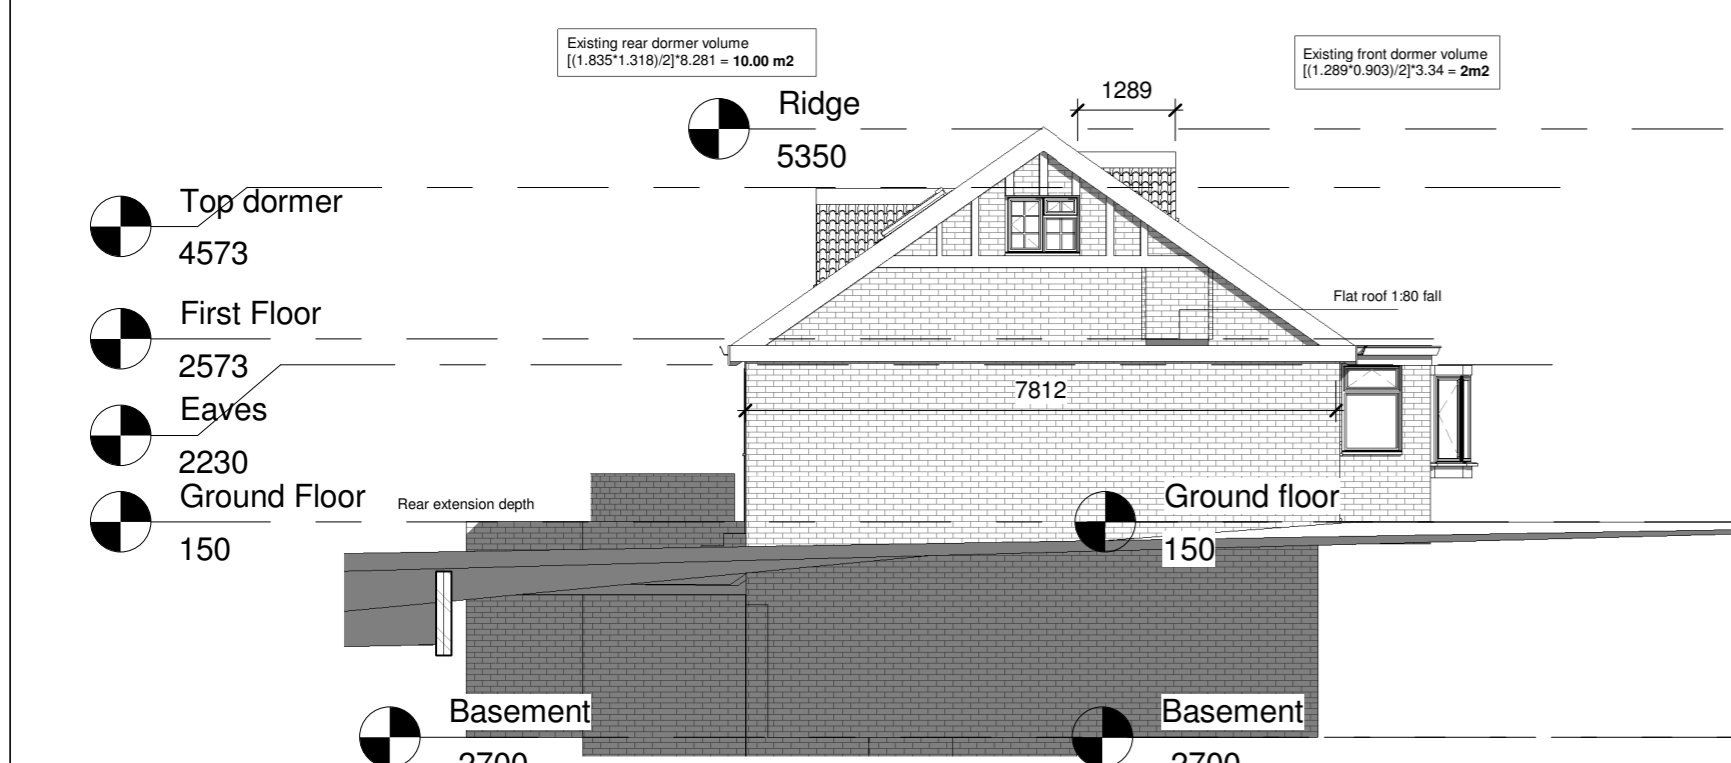 Existing rear dormer volume
[(1.835*1.318)/2]*8.281 = 10.00 m2
Existing front dormer volume
[(1.289*0.903)/2]*3.34 = 2m2
1289
Ridge
5350
Top dormer
4573
First Floor
2573
Eaves
2230
Ground Floor
150
Flat roof 1:80 fall
7812
Rear extension depth
Ground floor
150
Basement
-2700
Basement
-2700